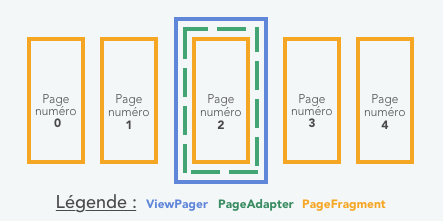 Page
numéro
0
Page
numéro
1
Page
numéro
2
Page
numéro
3
Page
numéro
4
Légende : ViewPager PageAdapter PageFragment